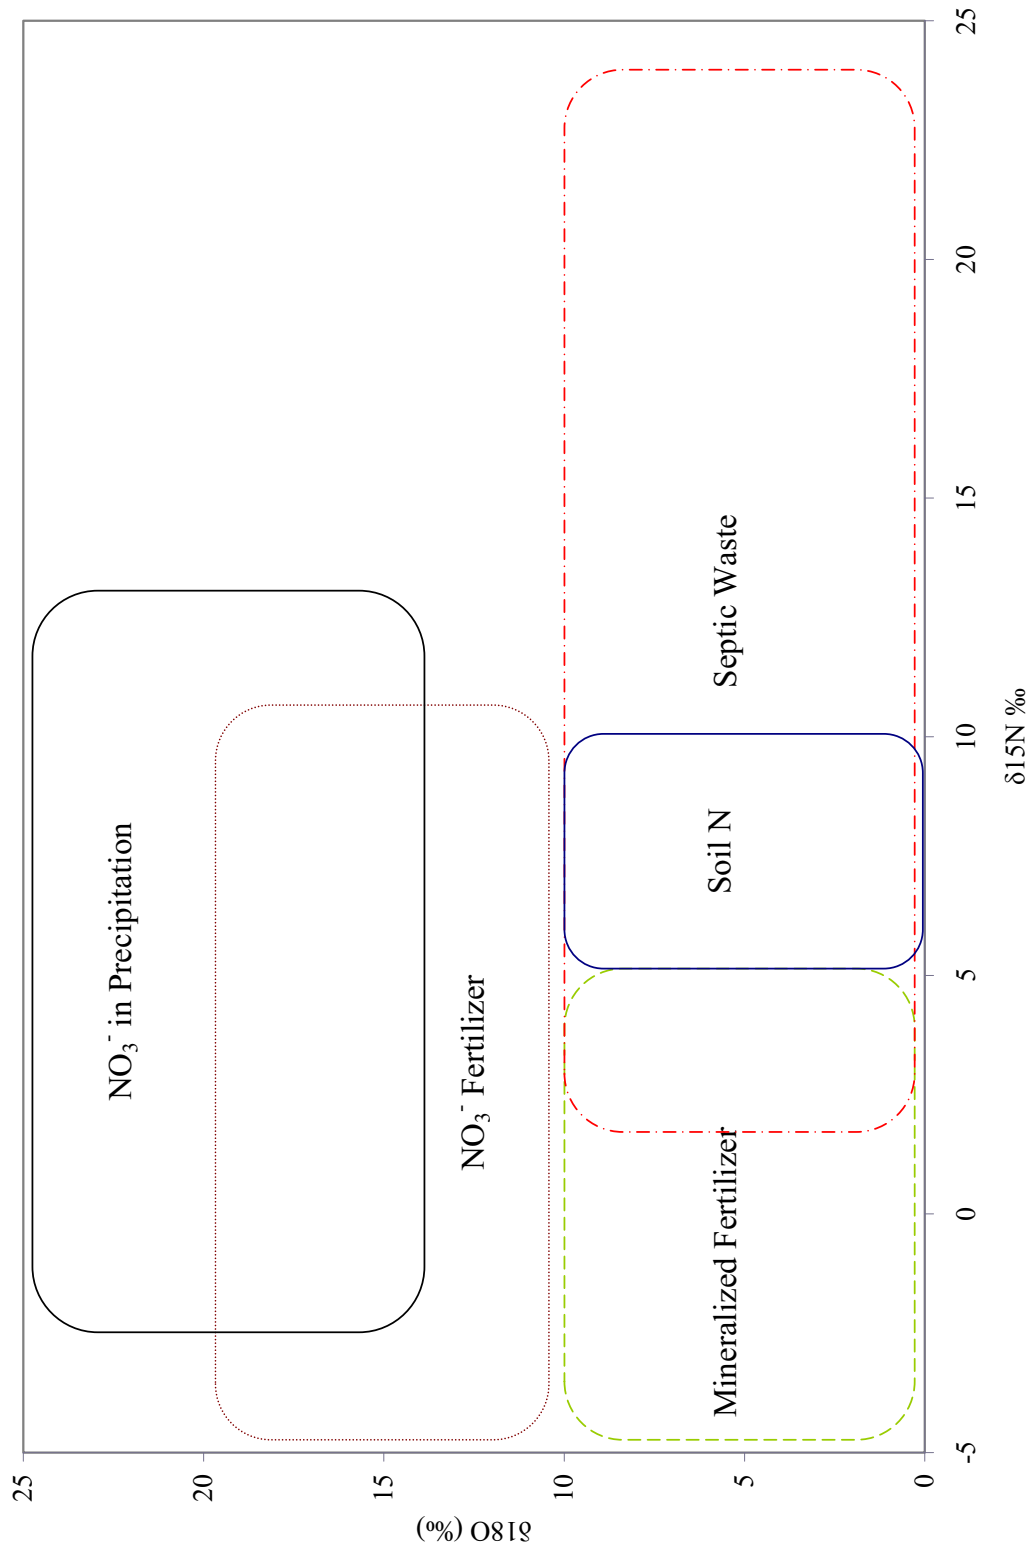 25
20
15
10
5
0
δ18O (‰)
NO₃⁻ in Precipitation
NO₃⁻ Fertilizer
Mineralized Fertilizer
Soil N
Septic Waste
-5
0
5
10
15
20
25
δ15N ‰